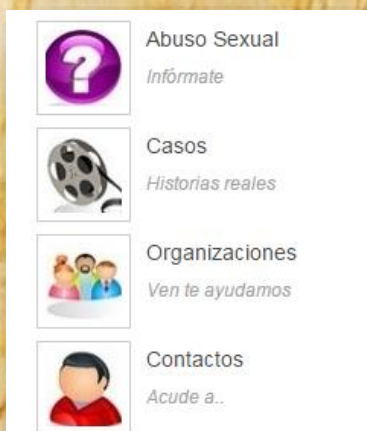 Abuso Sexual
Infórmate
Casos
Historias reales
Organizaciones
Ven te ayudamos
Contactos
Acude a..